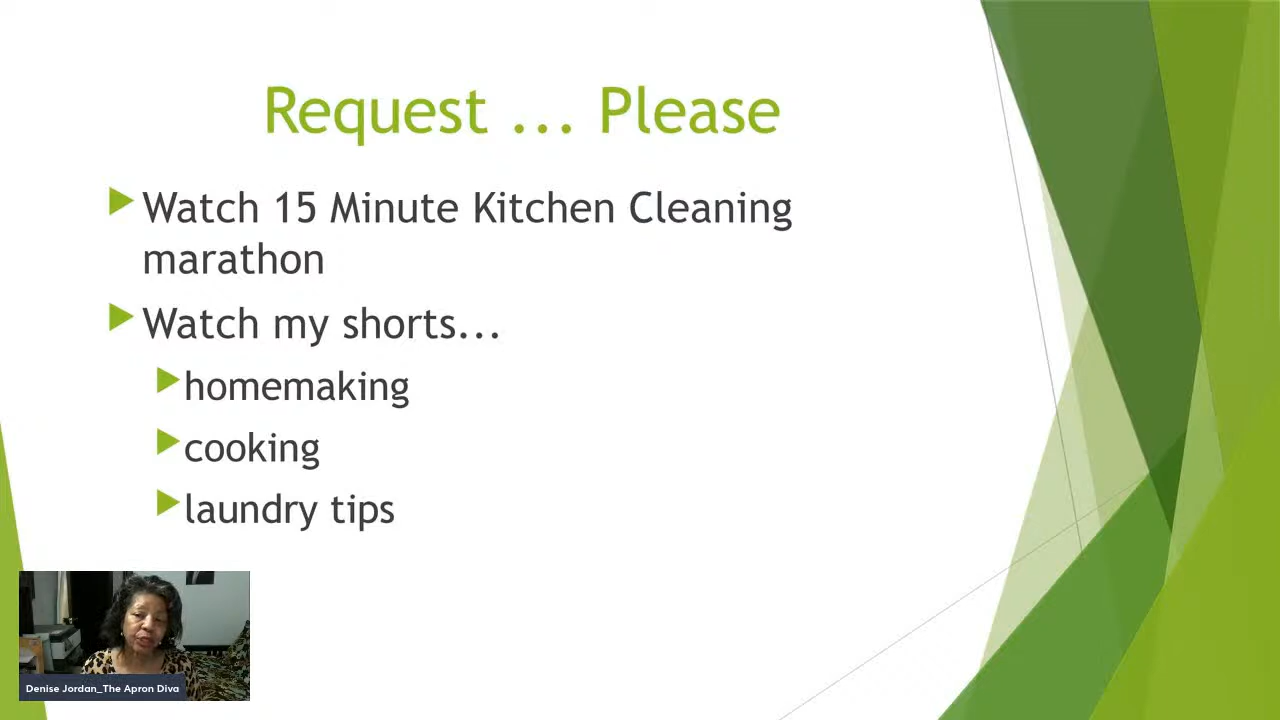 Request ... Please
Watch 15 Minute Kitchen Cleaning
marathon
Watch my shorts...
homemaking
cooking
laundry tips
Denise Jordan_The Apron Diva